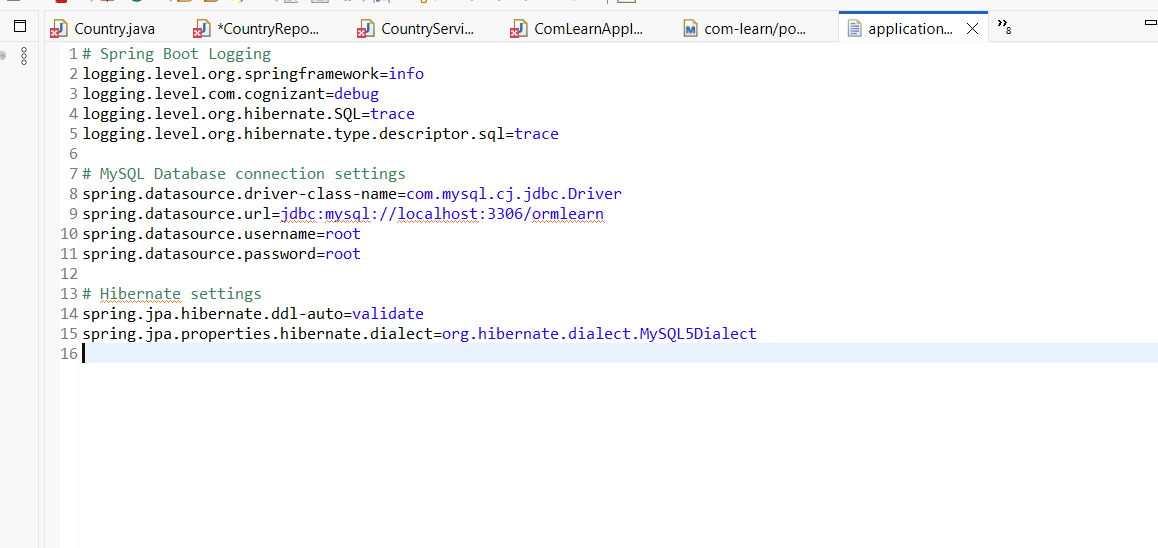 Country.java *CountryRepo... CountryServi... ComLearnAppl... com-learn/po... application... 8
1 # Spring Boot Logging
2 logging.level.org.springframework=info
3 logging.level.com.cognizant=debug
4 logging.level.org.hibernate.SQL=trace
5 logging.level.org.hibernate.type.descriptor.sql=trace
6
7 # MySQL Database connection settings
8 spring.datasource.driver-class-name=com.mysql.cj.jdbc.Driver
9 spring.datasource.url=jdbc:mysql://localhost:3306/ormlearn
10 spring.datasource.username=root
11 spring.datasource.password=root
12
13 # Hibernate settings
14 spring.jpa.hibernate.ddl-auto=validate
15 spring.jpa.properties.hibernate.dialect=org.hibernate.dialect.MySQL5Dialect
16